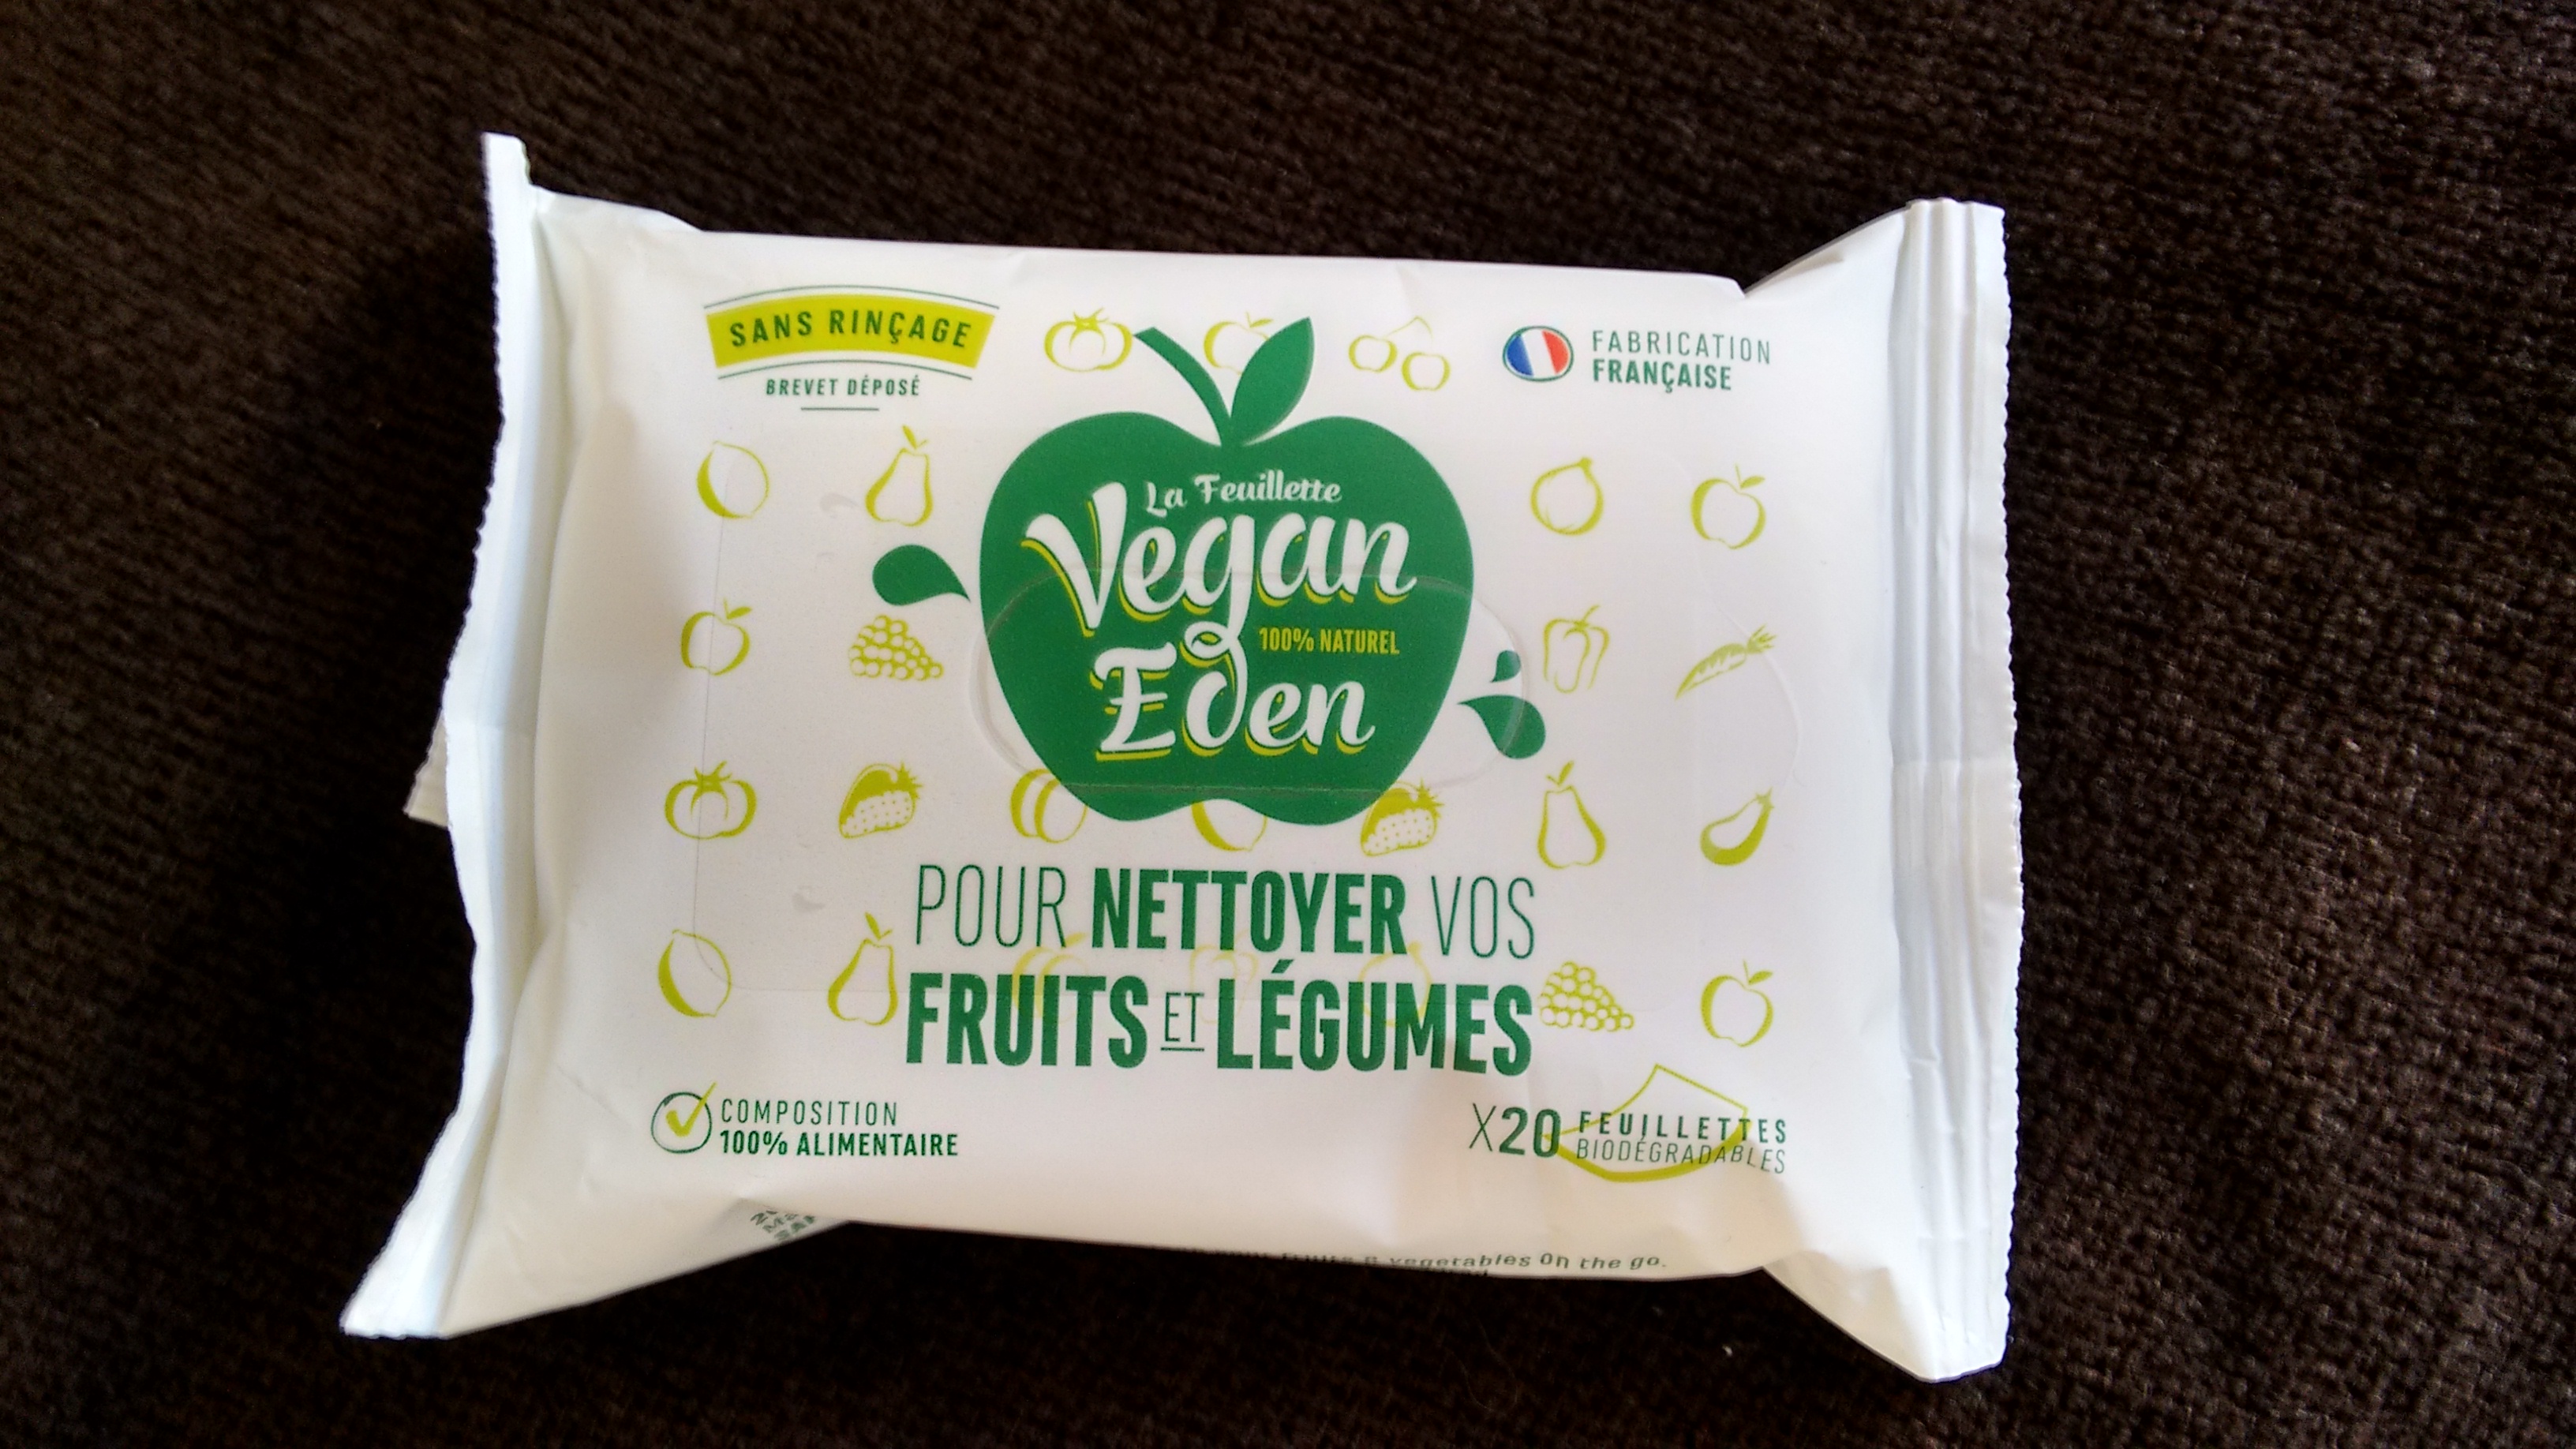 SANS RINÇAGE
BREVET DÉPOSÉ
FABRICATION
FRANÇAISE
La Feuillette
Vegan
100% NATUREL
Eden
POUR NETTOYER VOS
FRUITS ET LÉGUMES
COMPOSITION
100% ALIMENTAIRE
X20 FEUILLETTES
BIODÉGRADABLES
fruits & vegetables on the go.